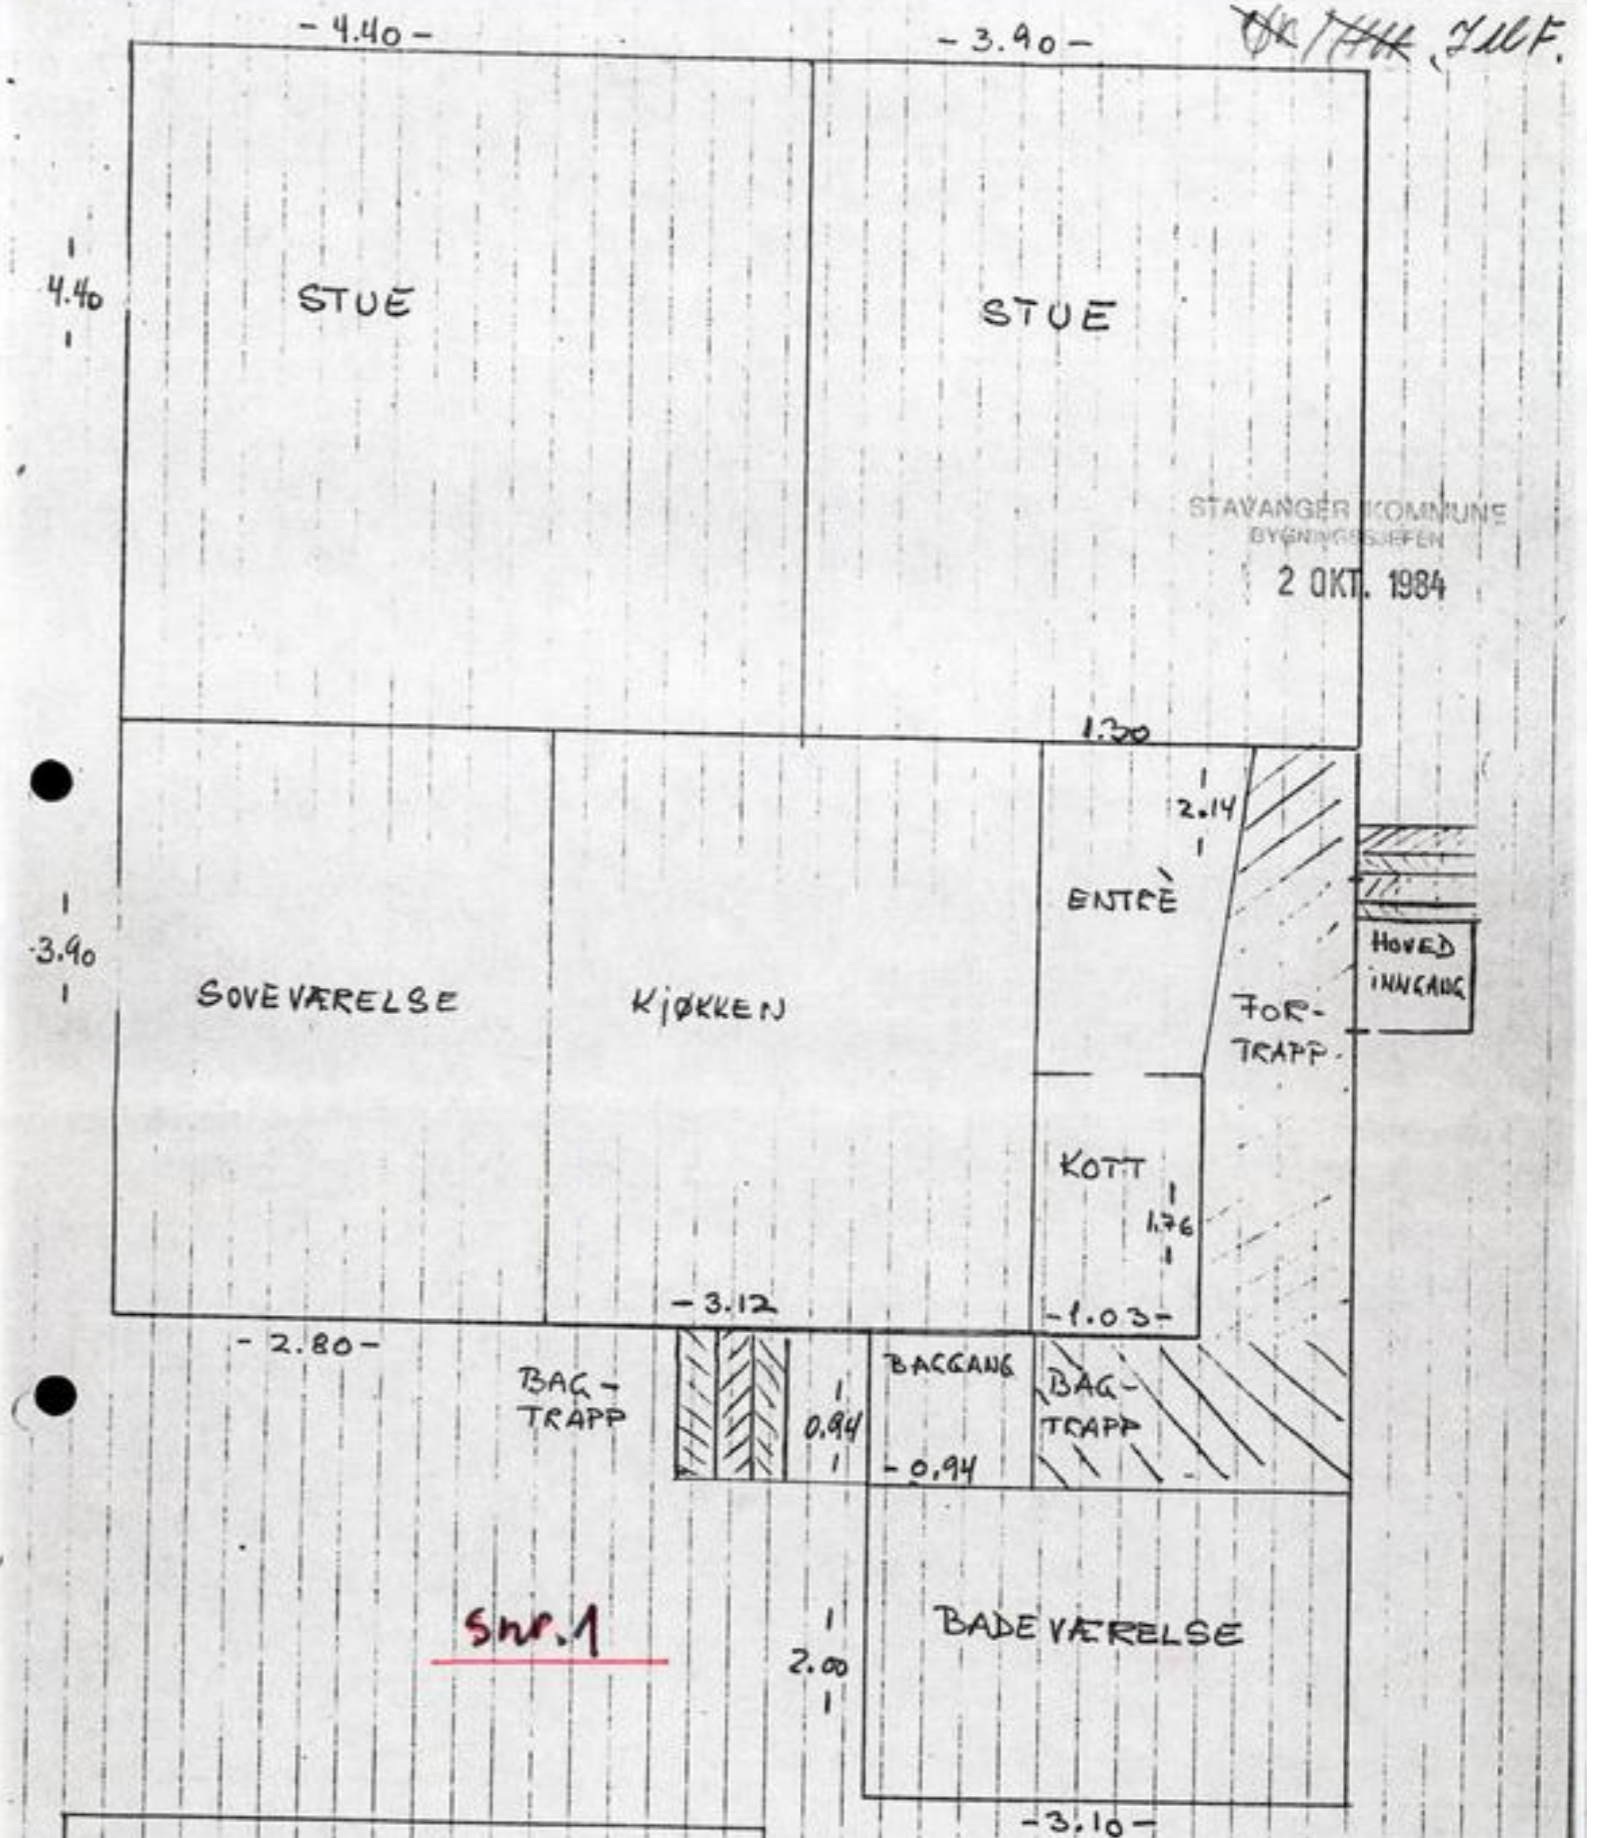 - 4.40 -
- 3.90 -
4.40
STUE
STUE
STAVANGER KOMMUNE
BYGNINGSSJEFEN
2 OKT. 1984
1.30
2.14
ENTRÈ
3.90
SOVEVÆRELSE
KJØKKEN
FOR-
TRAPP.
HOVED
INNGANG
KOTT
1.76
- 3.12
- 1.03 -
- 2.80 -
BAG-
TRAPP
0.94
BAGGANG
- 0.94
BAG-
TRAPP
snr. 1
2.00
BADEVÆRELSE
- 3.10 -